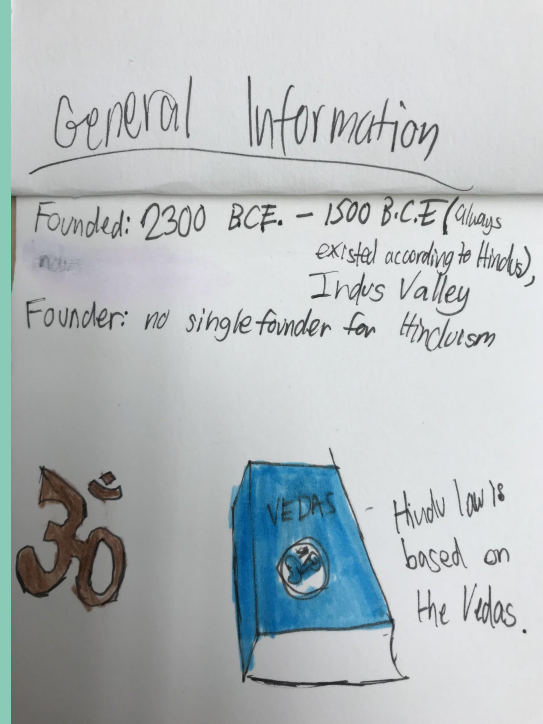 General Information
Founded: 2300 BCE. - 1500 B.C.E (always
existed according to Hindus),
Indus Valley
Founder: no single founder for Hinduism
ॐ
VEDAS
ॐ
- Hindu law is
based on
the Vedas.